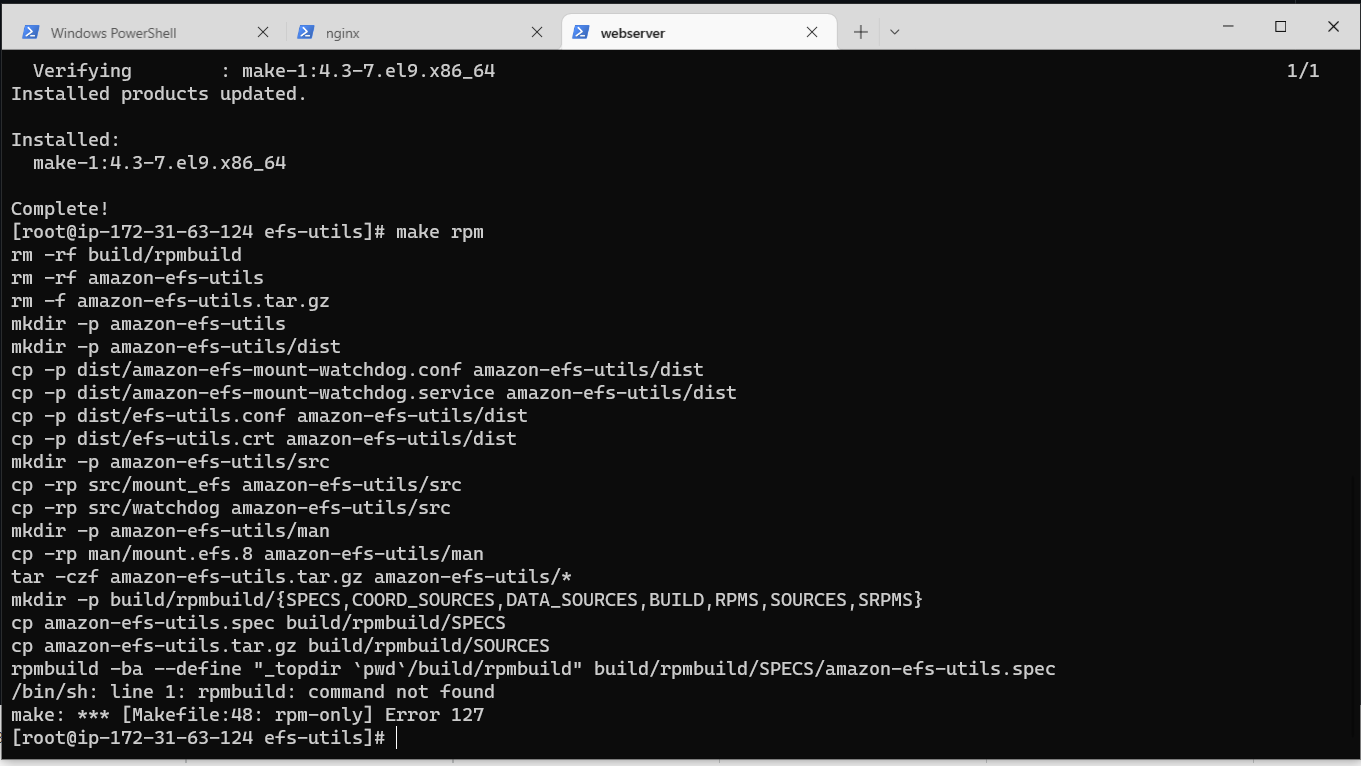 Windows PowerShell
nginx
webserver
Verifying : make-1:4.3-7.el9.x86_64 1/1
Installed products updated.
Installed:
make-1:4.3-7.el9.x86_64
Complete!
[root@ip-172-31-63-124 efs-utils]# make rpm
rm -rf build/rpmbuild
rm -rf amazon-efs-utils
rm -f amazon-efs-utils.tar.gz
mkdir -p amazon-efs-utils
mkdir -p amazon-efs-utils/dist
cp -p dist/amazon-efs-mount-watchdog.conf amazon-efs-utils/dist
cp -p dist/amazon-efs-mount-watchdog.service amazon-efs-utils/dist
cp -p dist/efs-utils.conf amazon-efs-utils/dist
cp -p dist/efs-utils.crt amazon-efs-utils/dist
mkdir -p amazon-efs-utils/src
cp -rp src/mount_efs amazon-efs-utils/src
cp -rp src/watchdog amazon-efs-utils/src
mkdir -p amazon-efs-utils/man
cp -rp man/mount.efs.8 amazon-efs-utils/man
tar -czf amazon-efs-utils.tar.gz amazon-efs-utils/*
mkdir -p build/rpmbuild/{SPECS,COORD_SOURCES,DATA_SOURCES,BUILD,RPMS,SOURCES,SRPMS}
cp amazon-efs-utils.spec build/rpmbuild/SPECS
cp amazon-efs-utils.tar.gz build/rpmbuild/SOURCES
rpmbuild -ba --define "_topdir `pwd`/build/rpmbuild" build/rpmbuild/SPECS/amazon-efs-utils.spec
/bin/sh: line 1: rpmbuild: command not found
make: *** [Makefile:48: rpm-only] Error 127
[root@ip-172-31-63-124 efs-utils]#